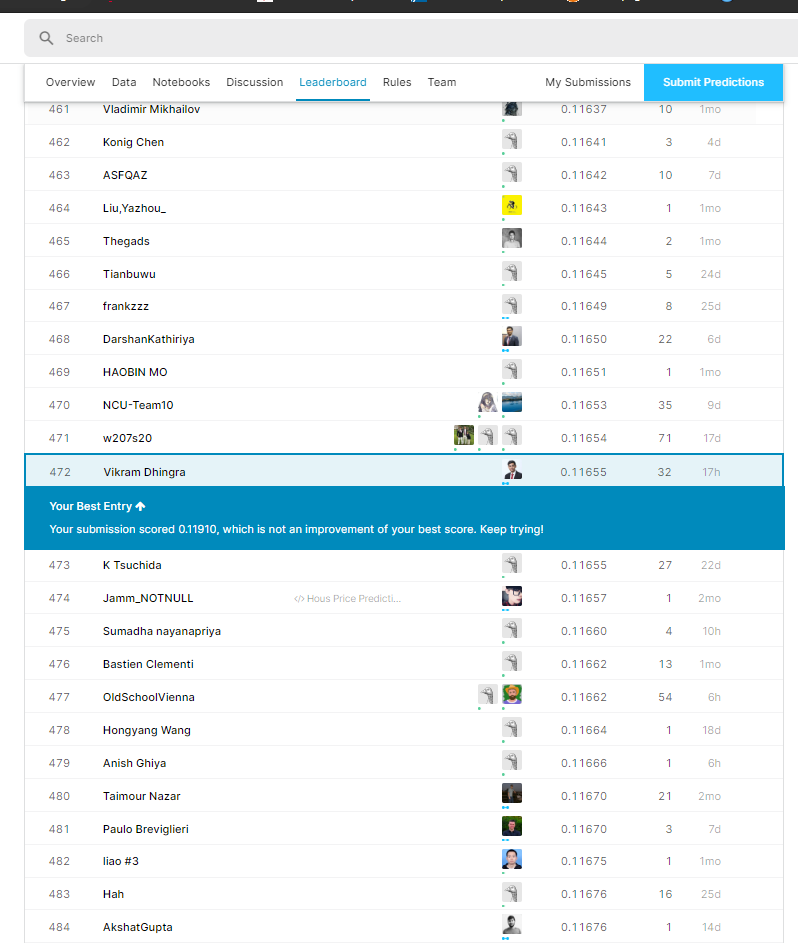 Search
Overview Data Notebooks Discussion Leaderboard Rules Team My Submissions Submit Predictions
461 Vladimir Mikhailov 0.11637 10 1mo
462 Konig Chen 0.11641 3 4d
463 ASFQAZ 0.11642 10 7d
464 Liu,Yazhou_ 0.11643 1 1mo
465 Thegads 0.11644 2 1mo
466 Tianbuwu 0.11645 5 24d
467 frankzzz 0.11649 8 25d
468 DarshanKathiriya 0.11650 22 6d
469 HAOBIN MO 0.11651 1 1mo
470 NCU-Team10 0.11653 35 9d
471 w207s20 0.11654 71 17d
472 Vikram Dhingra 0.11655 32 17h
Your Best Entry
Your submission scored 0.11910, which is not an improvement of your best score. Keep trying!
473 K Tsuchida 0.11655 27 22d
474 Jamm_NOTNULL </> Hous Price Predicti... 0.11657 1 2mo
475 Sumadha nayanapriya 0.11660 4 10h
476 Bastien Clementi 0.11662 13 1mo
477 OldSchoolVienna 0.11662 54 6h
478 Hongyang Wang 0.11664 1 18d
479 Anish Ghiya 0.11666 1 6h
480 Taimour Nazar 0.11670 21 2mo
481 Paulo Breviglieri 0.11670 3 7d
482 liao #3 0.11675 1 1mo
483 Hah 0.11676 16 25d
484 AkshatGupta 0.11676 1 14d